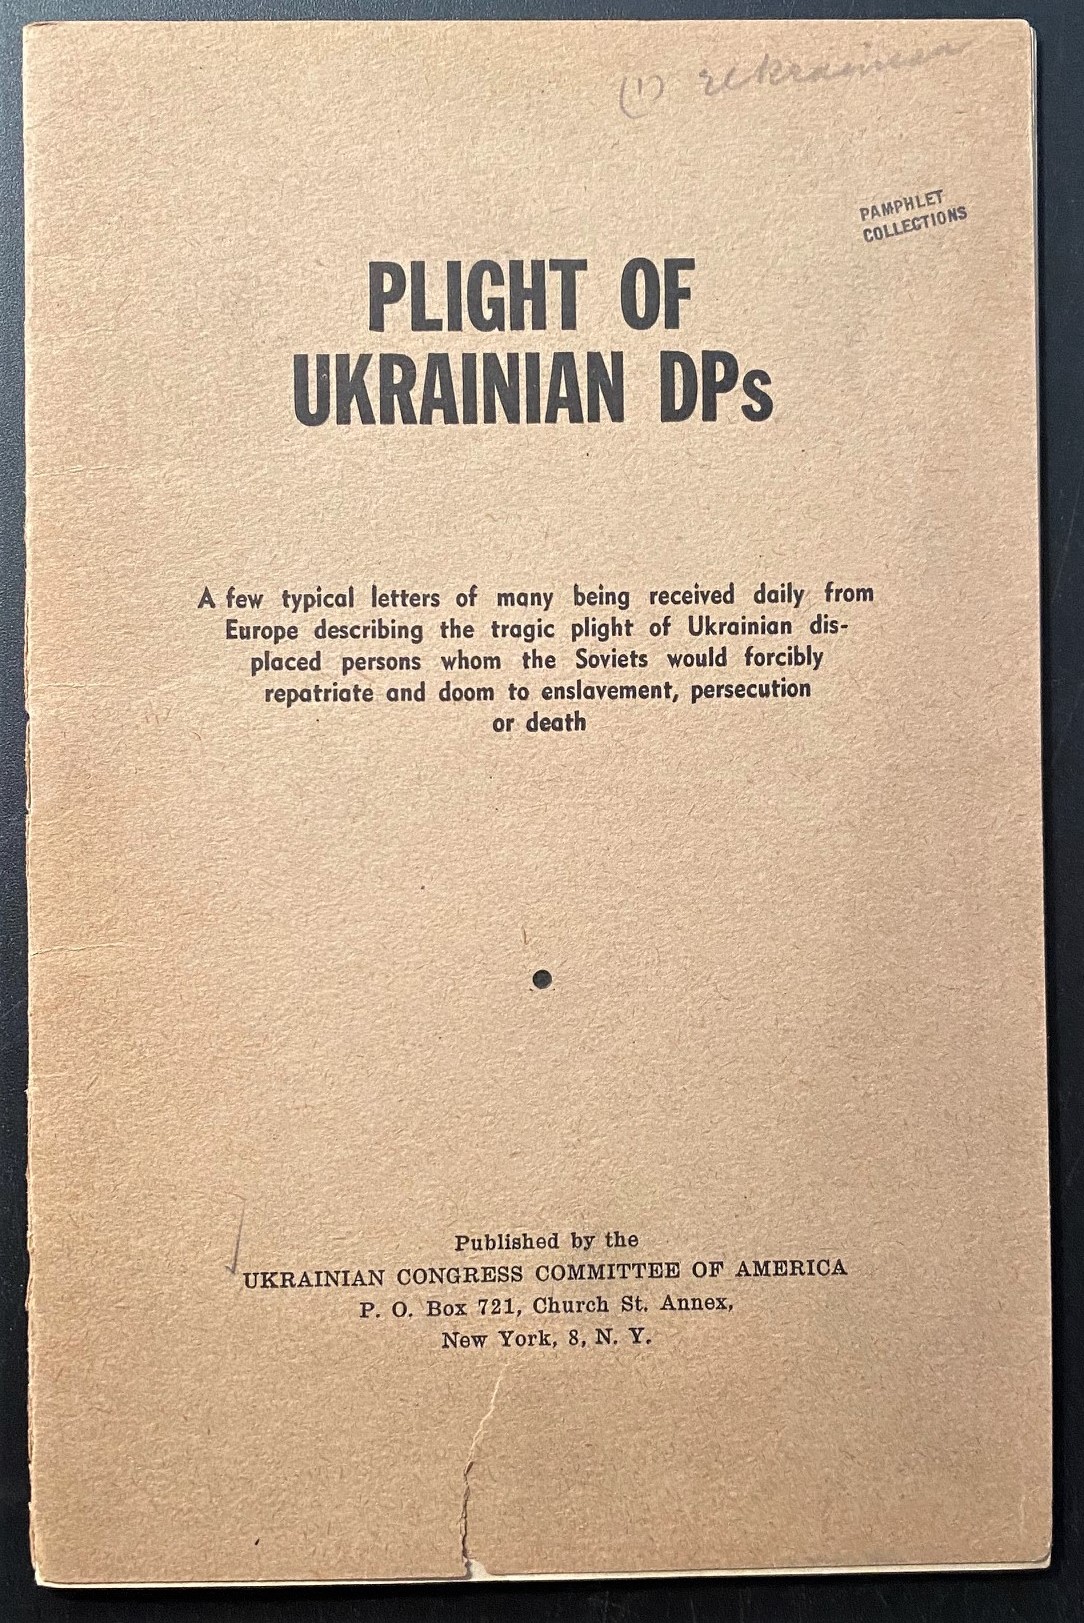 (1) Ukrainian
PAMPHLET
COLLECTIONS
PLIGHT OF
UKRAINIAN DPs
A few typical letters of many being received daily from
Europe describing the tragic plight of Ukrainian dis-
placed persons whom the Soviets would forcibly
repatriate and doom to enslavement, persecution
or death
Published by the
UKRAINIAN CONGRESS COMMITTEE OF AMERICA
P. O. Box 721, Church St. Annex,
New York, 8, N. Y.